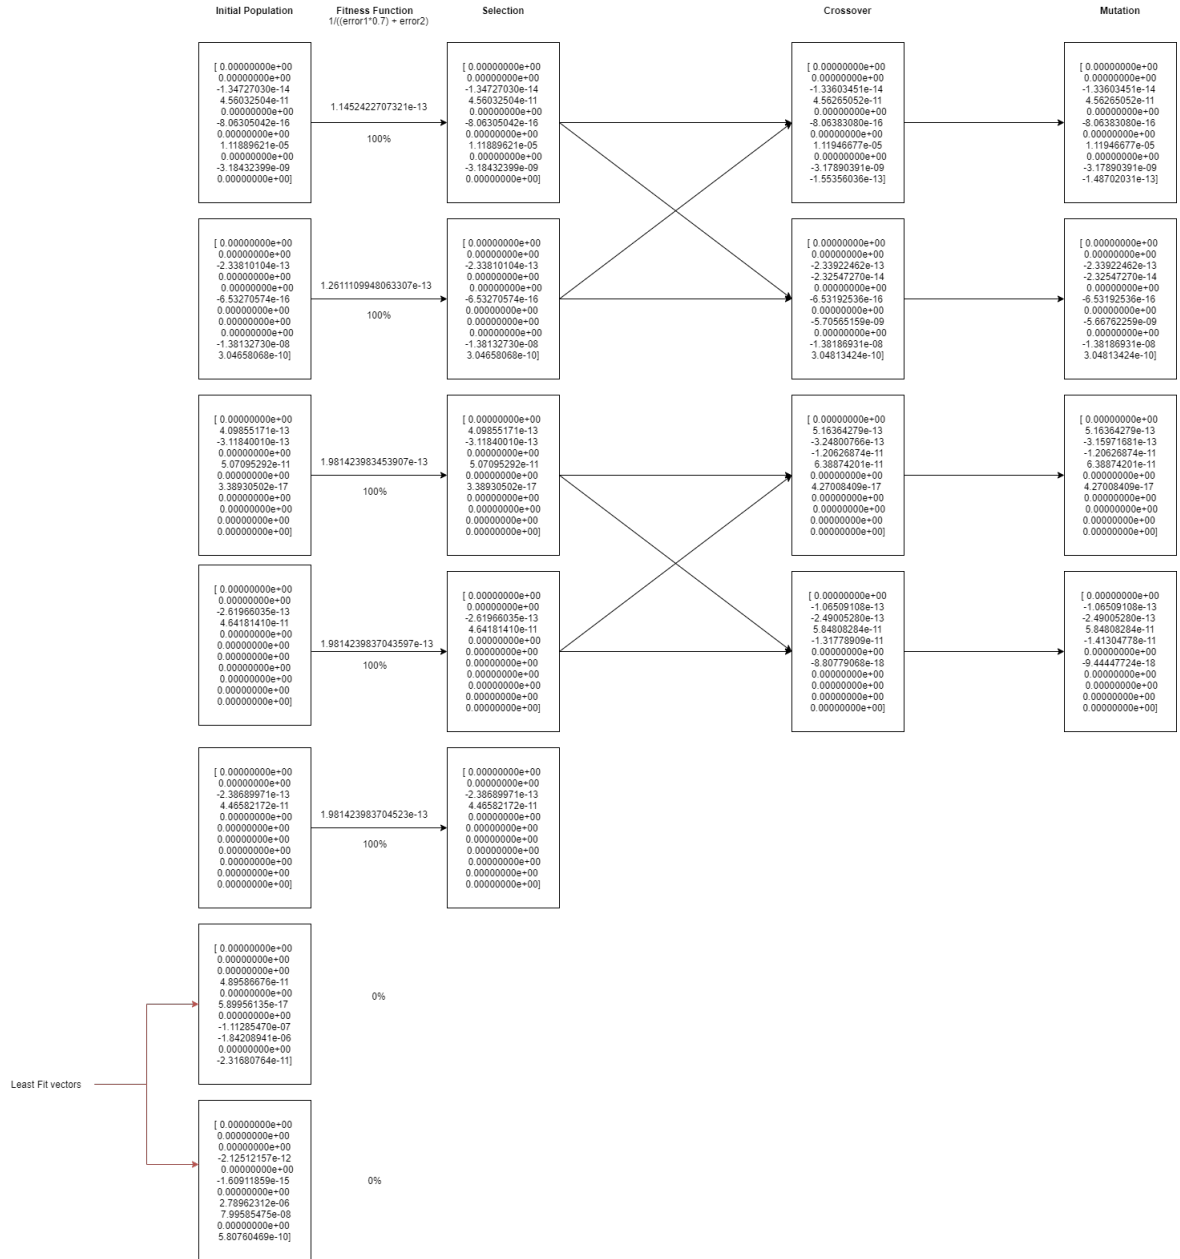 Initial Population
Fitness Function
1/((error1*0.7) + error2)
Selection
Crossover
Mutation
[ 0.00000000e+00
0.00000000e+00
-1.34727030e-14
4.56032504e-11
0.00000000e+00
-8.06305042e-16
0.00000000e+00
1.11889621e-05
0.00000000e+00
-3.18432399e-09
0.00000000e+00]
1.1452422707321e-13
100%
[ 0.00000000e+00
0.00000000e+00
-1.34727030e-14
4.56032504e-11
0.00000000e+00
-8.06305042e-16
0.00000000e+00
1.11889621e-05
0.00000000e+00
-3.18432399e-09
0.00000000e+00]
[ 0.00000000e+00
0.00000000e+00
-1.33603451e-14
4.56265052e-11
0.00000000e+00
-8.06383080e-16
0.00000000e+00
1.11946677e-05
0.00000000e+00
-3.17890391e-09
-1.55356036e-13]
[ 0.00000000e+00
0.00000000e+00
-1.33603451e-14
4.56265052e-11
0.00000000e+00
-8.06383080e-16
0.00000000e+00
1.11946677e-05
0.00000000e+00
-3.17890391e-09
-1.48702031e-13]
[ 0.00000000e+00
0.00000000e+00
-2.33810104e-13
0.00000000e+00
0.00000000e+00
-6.53270574e-16
0.00000000e+00
0.00000000e+00
0.00000000e+00
-1.38132730e-08
3.04658068e-10]
1.2611109948063307e-13
100%
[ 0.00000000e+00
0.00000000e+00
-2.33810104e-13
0.00000000e+00
0.00000000e+00
-6.53270574e-16
0.00000000e+00
0.00000000e+00
0.00000000e+00
-1.38132730e-08
3.04658068e-10]
[ 0.00000000e+00
0.00000000e+00
-2.33922462e-13
-2.32547270e-14
0.00000000e+00
-6.53192536e-16
0.00000000e+00
-5.70565159e-09
0.00000000e+00
-1.38186931e-08
3.04813424e-10]
[ 0.00000000e+00
0.00000000e+00
-2.33922462e-13
-2.32547270e-14
0.00000000e+00
-6.53192536e-16
0.00000000e+00
-5.66762259e-09
0.00000000e+00
-1.38186931e-08
3.04813424e-10]
[ 0.00000000e+00
4.09855171e-13
-3.11840010e-13
0.00000000e+00
5.07095292e-11
0.00000000e+00
3.38930502e-17
0.00000000e+00
0.00000000e+00
0.00000000e+00
0.00000000e+00]
1.981423983453907e-13
100%
[ 0.00000000e+00
4.09855171e-13
-3.11840010e-13
0.00000000e+00
5.07095292e-11
0.00000000e+00
3.38930502e-17
0.00000000e+00
0.00000000e+00
0.00000000e+00
0.00000000e+00]
[ 0.00000000e+00
5.16364279e-13
-3.24800766e-13
-1.20626874e-11
6.38874201e-11
0.00000000e+00
4.27008409e-17
0.00000000e+00
0.00000000e+00
0.00000000e+00
0.00000000e+00]
[ 0.00000000e+00
5.16364279e-13
-3.15971681e-13
-1.20626874e-11
6.38874201e-11
0.00000000e+00
4.27008409e-17
0.00000000e+00
0.00000000e+00
0.00000000e+00
0.00000000e+00]
[ 0.00000000e+00
0.00000000e+00
-2.61966035e-13
4.64181410e-11
0.00000000e+00
0.00000000e+00
0.00000000e+00
0.00000000e+00
0.00000000e+00
0.00000000e+00
0.00000000e+00]
1.9814239837043597e-13
100%
[ 0.00000000e+00
0.00000000e+00
-2.61966035e-13
4.64181410e-11
0.00000000e+00
0.00000000e+00
0.00000000e+00
0.00000000e+00
0.00000000e+00
0.00000000e+00
0.00000000e+00]
[ 0.00000000e+00
-1.06509108e-13
-2.49005280e-13
5.84808284e-11
-1.31778909e-11
0.00000000e+00
-8.80779068e-18
0.00000000e+00
0.00000000e+00
0.00000000e+00
0.00000000e+00]
[ 0.00000000e+00
-1.06509108e-13
-2.49005280e-13
5.84808284e-11
-1.41304778e-11
0.00000000e+00
-9.44447724e-18
0.00000000e+00
0.00000000e+00
0.00000000e+00
0.00000000e+00]
[ 0.00000000e+00
0.00000000e+00
-2.38689971e-13
4.46582172e-11
0.00000000e+00
0.00000000e+00
0.00000000e+00
0.00000000e+00
0.00000000e+00
0.00000000e+00
0.00000000e+00]
1.981423983704523e-13
100%
[ 0.00000000e+00
0.00000000e+00
-2.38689971e-13
4.46582172e-11
0.00000000e+00
0.00000000e+00
0.00000000e+00
0.00000000e+00
0.00000000e+00
0.00000000e+00
0.00000000e+00]
[ 0.00000000e+00
0.00000000e+00
0.00000000e+00
4.89586676e-11
0.00000000e+00
5.89956135e-17
0.00000000e+00
-1.11285470e-07
-1.84208941e-06
0.00000000e+00
-2.31680764e-11]
0%
Least Fit vectors
[ 0.00000000e+00
0.00000000e+00
0.00000000e+00
-2.12512157e-12
0.00000000e+00
-1.60911859e-15
0.00000000e+00
2.78962312e-06
7.99585475e-08
0.00000000e+00
5.80760469e-10]
0%